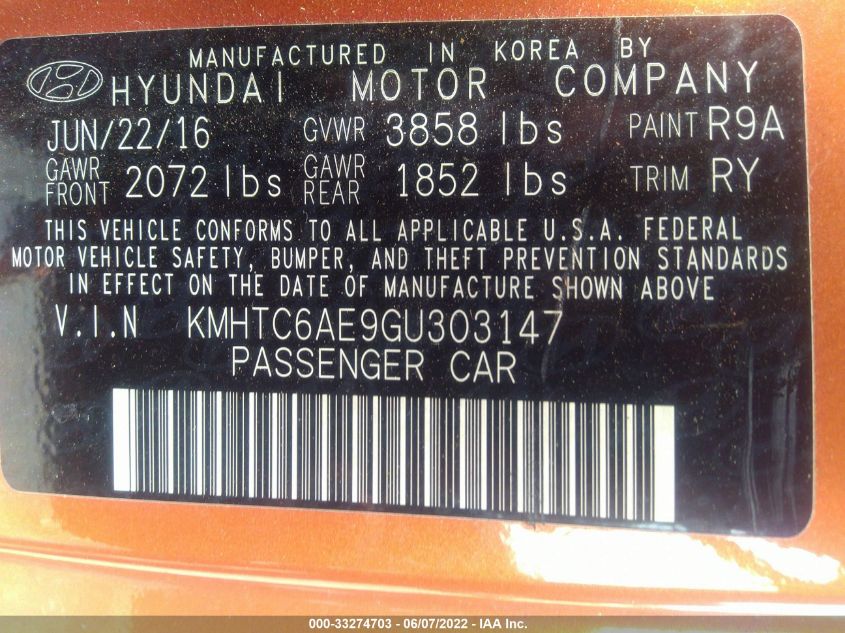 MANUFACTURED IN KOREA BY
HYUNDAI MOTOR COMPANY
JUN/22/16 GVWR 3858 lbs PAINT R9A
GAWR FRONT 2072 lbs GAWR REAR 1852 lbs TRIM RY
THIS VEHICLE CONFORMS TO ALL APPLICABLE U.S.A. FEDERAL
MOTOR VEHICLE SAFETY, BUMPER, AND THEFT PREVENTION STANDARDS
IN EFFECT ON THE DATE OF MANUFACTURE SHOWN ABOVE
V.I.N KMHTC6AE9GU303147
PASSENGER CAR
000-33274703 - 06/07/2022 - IAA Inc.